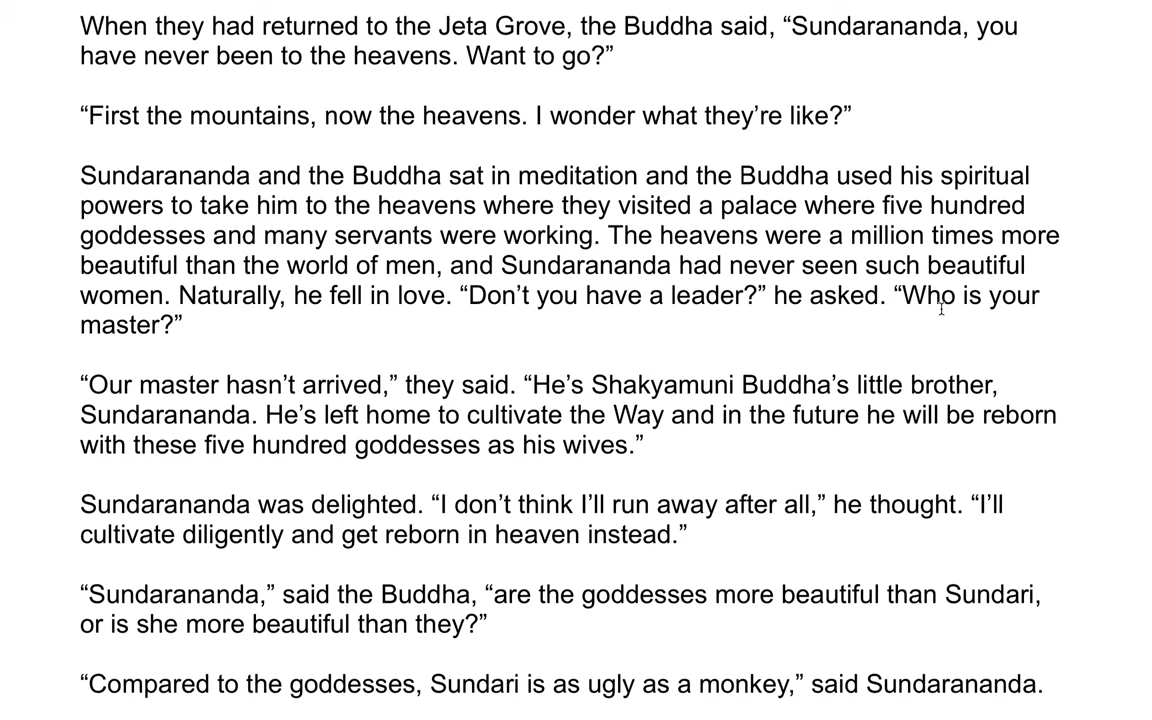 When they had returned to the Jeta Grove, the Buddha said, “Sundarananda, you
have never been to the heavens. Want to go?”
“First the mountains, now the heavens. I wonder what they’re like?”
Sundarananda and the Buddha sat in meditation and the Buddha used his spiritual
powers to take him to the heavens where they visited a palace where five hundred
goddesses and many servants were working. The heavens were a million times more
beautiful than the world of men, and Sundarananda had never seen such beautiful
women. Naturally, he fell in love. “Don’t you have a leader?” he asked. “Who is your
master?”
“Our master hasn’t arrived,” they said. “He’s Shakyamuni Buddha’s little brother,
Sundarananda. He’s left home to cultivate the Way and in the future he will be reborn
with these five hundred goddesses as his wives.”
Sundarananda was delighted. “I don’t think I’ll run away after all,” he thought. “I’ll
cultivate diligently and get reborn in heaven instead.”
“Sundarananda,” said the Buddha, “are the goddesses more beautiful than Sundari,
or is she more beautiful than they?”
“Compared to the goddesses, Sundari is as ugly as a monkey,” said Sundarananda.